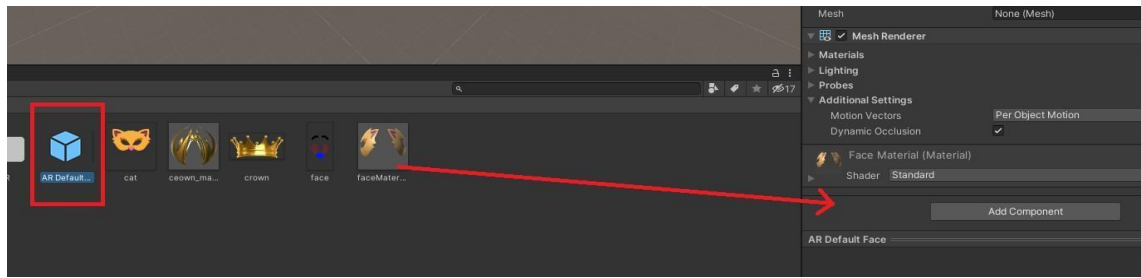 Mesh None (Mesh)
Mesh Renderer
Materials
Lighting
Probes
Additional Settings
Motion Vectors Per Object Motion
Dynamic Occlusion
Face Material (Material)
Shader Standard
Add Component
AR Default Face
17
R
AR Default...
cat
ceown_ma...
crown
face
faceMater...